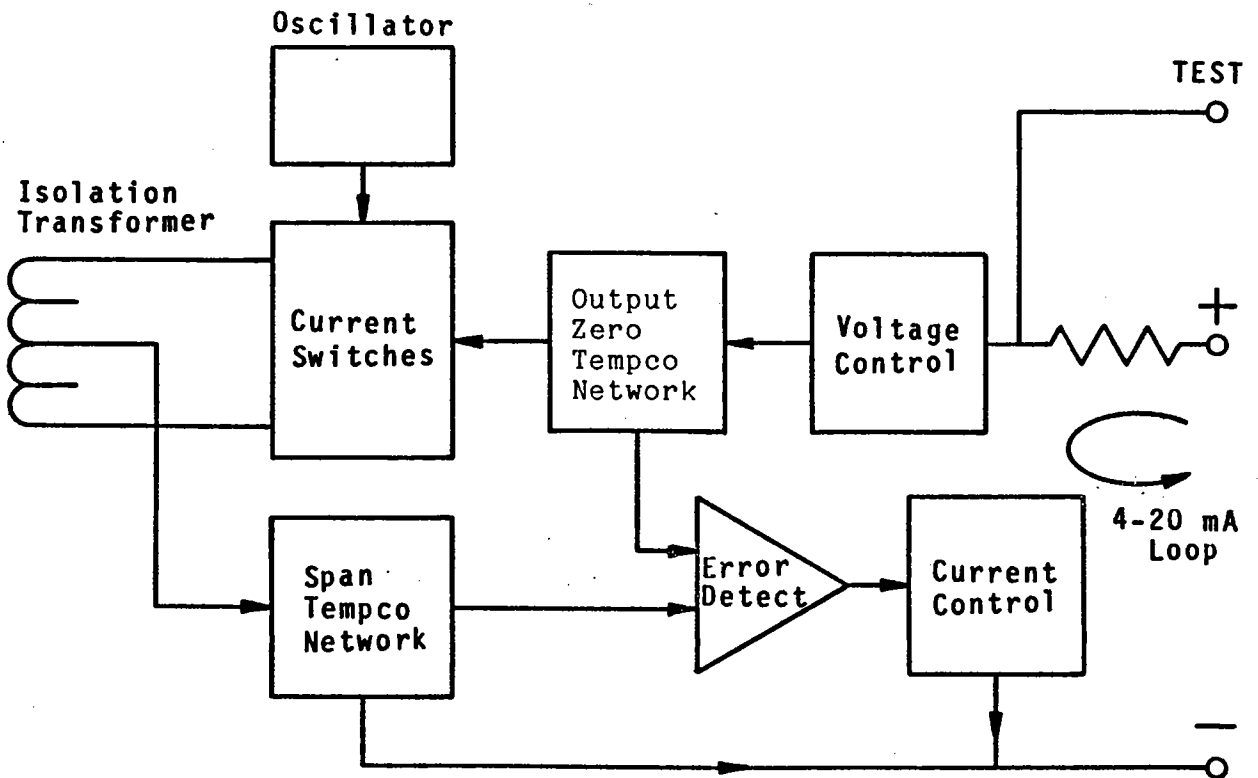 Oscillator
TEST
Isolation
Transformer
Current
Switches
Output
Zero
Tempco
Network
Voltage
Control
+
4-20 mA
Loop
Span
Tempco
Network
Error
Detect
Current
Control
−